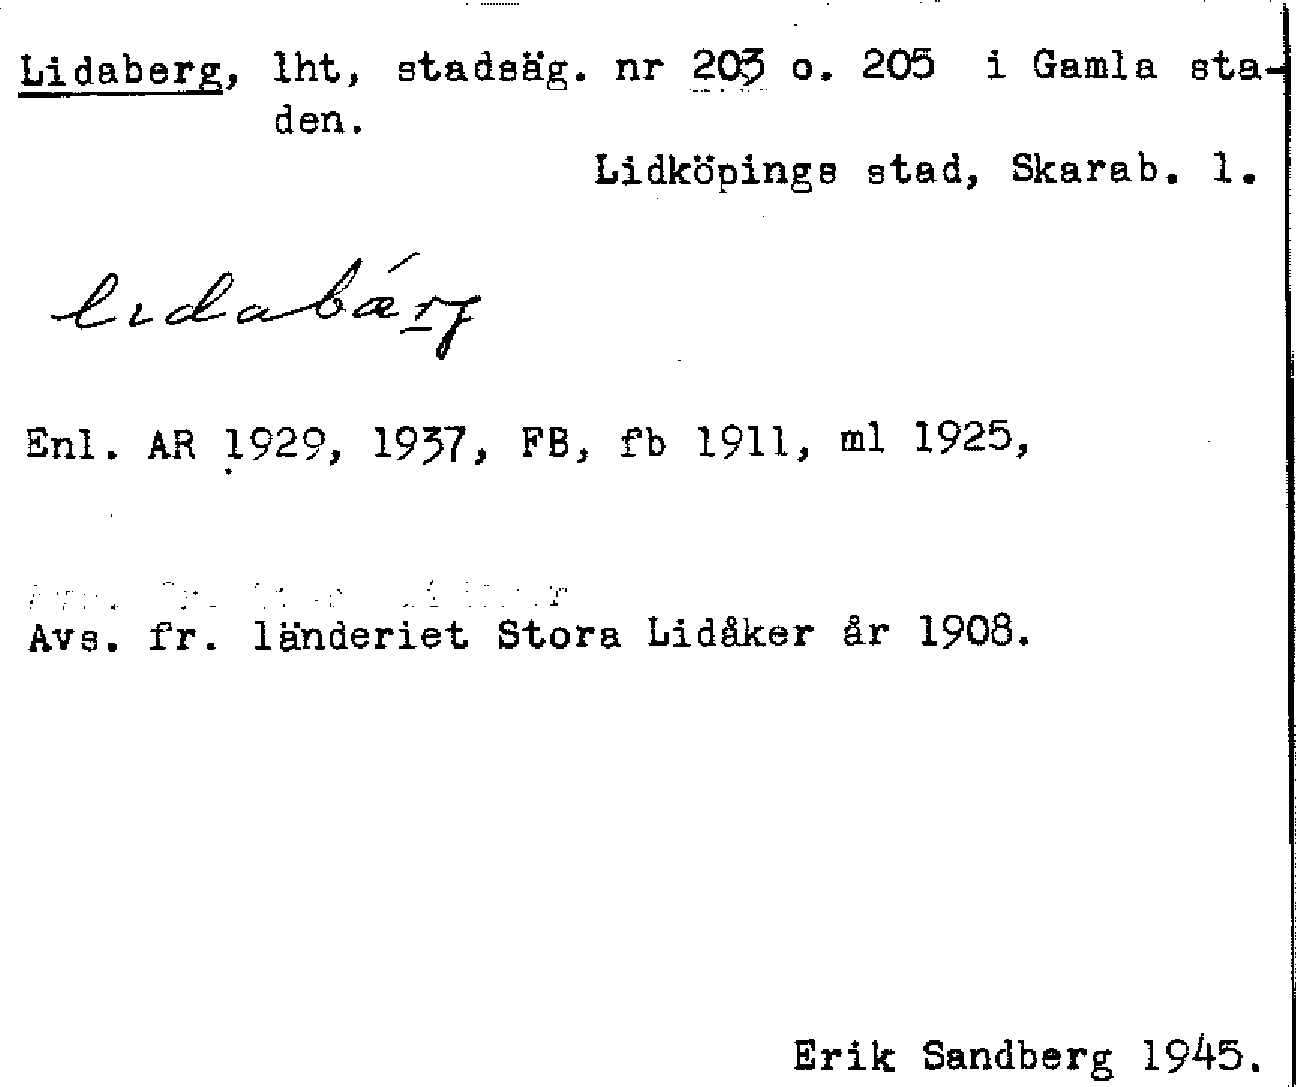 Lidaberg, lht, stadsäg. nr 203 o. 205 i Gamla sta-
den.
Lidköpings stad, Skarab. l.
lıdabǽrj
Enl. AR 1929, 1937, FB, fb 1911, ml 1925,
Avs. fr. länderiet Stora Lidåker år 1908.
Erik Sandberg 1945.